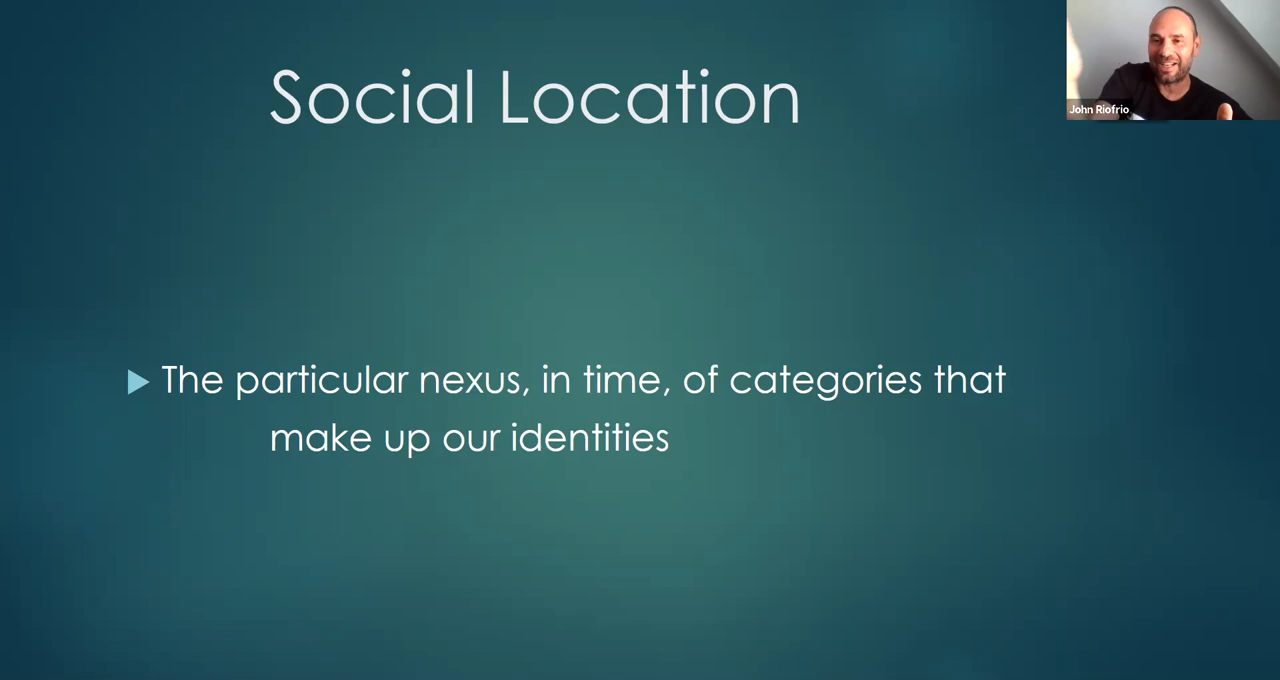 Social Location
John Riofrio
The particular nexus, in time, of categories that
make up our identities